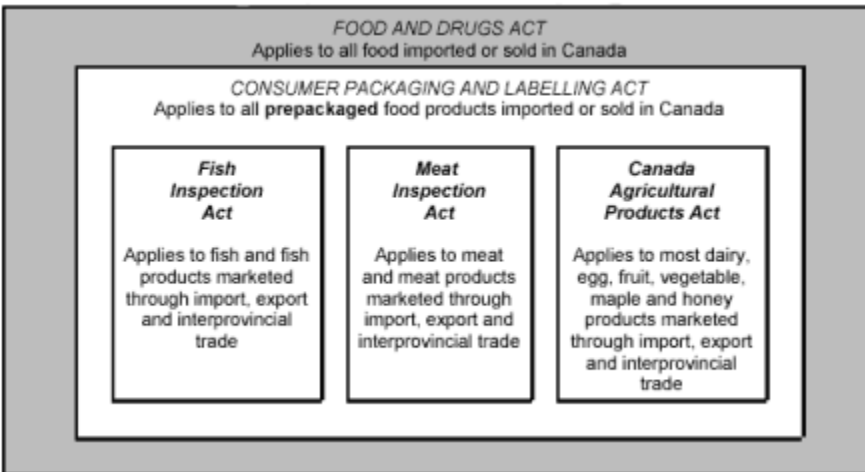 FOOD AND DRUGS ACT
Applies to all food imported or sold in Canada
CONSUMER PACKAGING AND LABELLING ACT
Applies to all prepackaged food products imported or sold in Canada
Fish
Inspection
Act
Applies to fish and fish
products marketed
through import, export
and interprovincial
trade
Meat
Inspection
Act
Applies to meat
and meat products
marketed through
import, export and
interprovincial trade
Canada
Agricultural
Products Act
Applies to most dairy,
egg, fruit, vegetable,
maple and honey
products marketed
through import, export
and interprovincial
trade